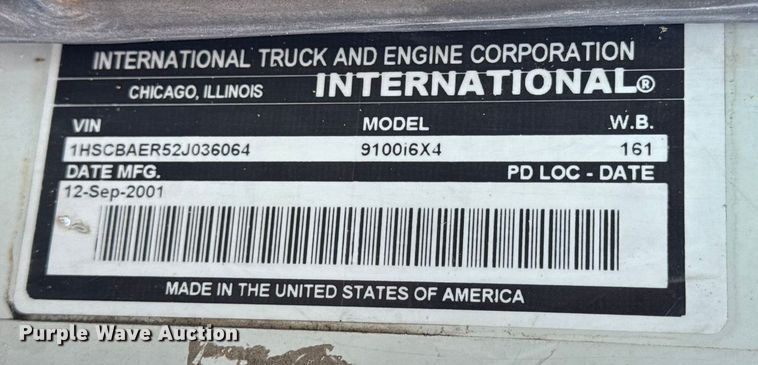 INTERNATIONAL TRUCK AND ENGINE CORPORATION
CHICAGO, ILLINOIS INTERNATIONAL®
VIN MODEL W.B.
1HSCBAER52J036064 9100i6X4 161
DATE MFG. PD LOC - DATE
12-Sep-2001
MADE IN THE UNITED STATES OF AMERICA
Purple Wave Auction